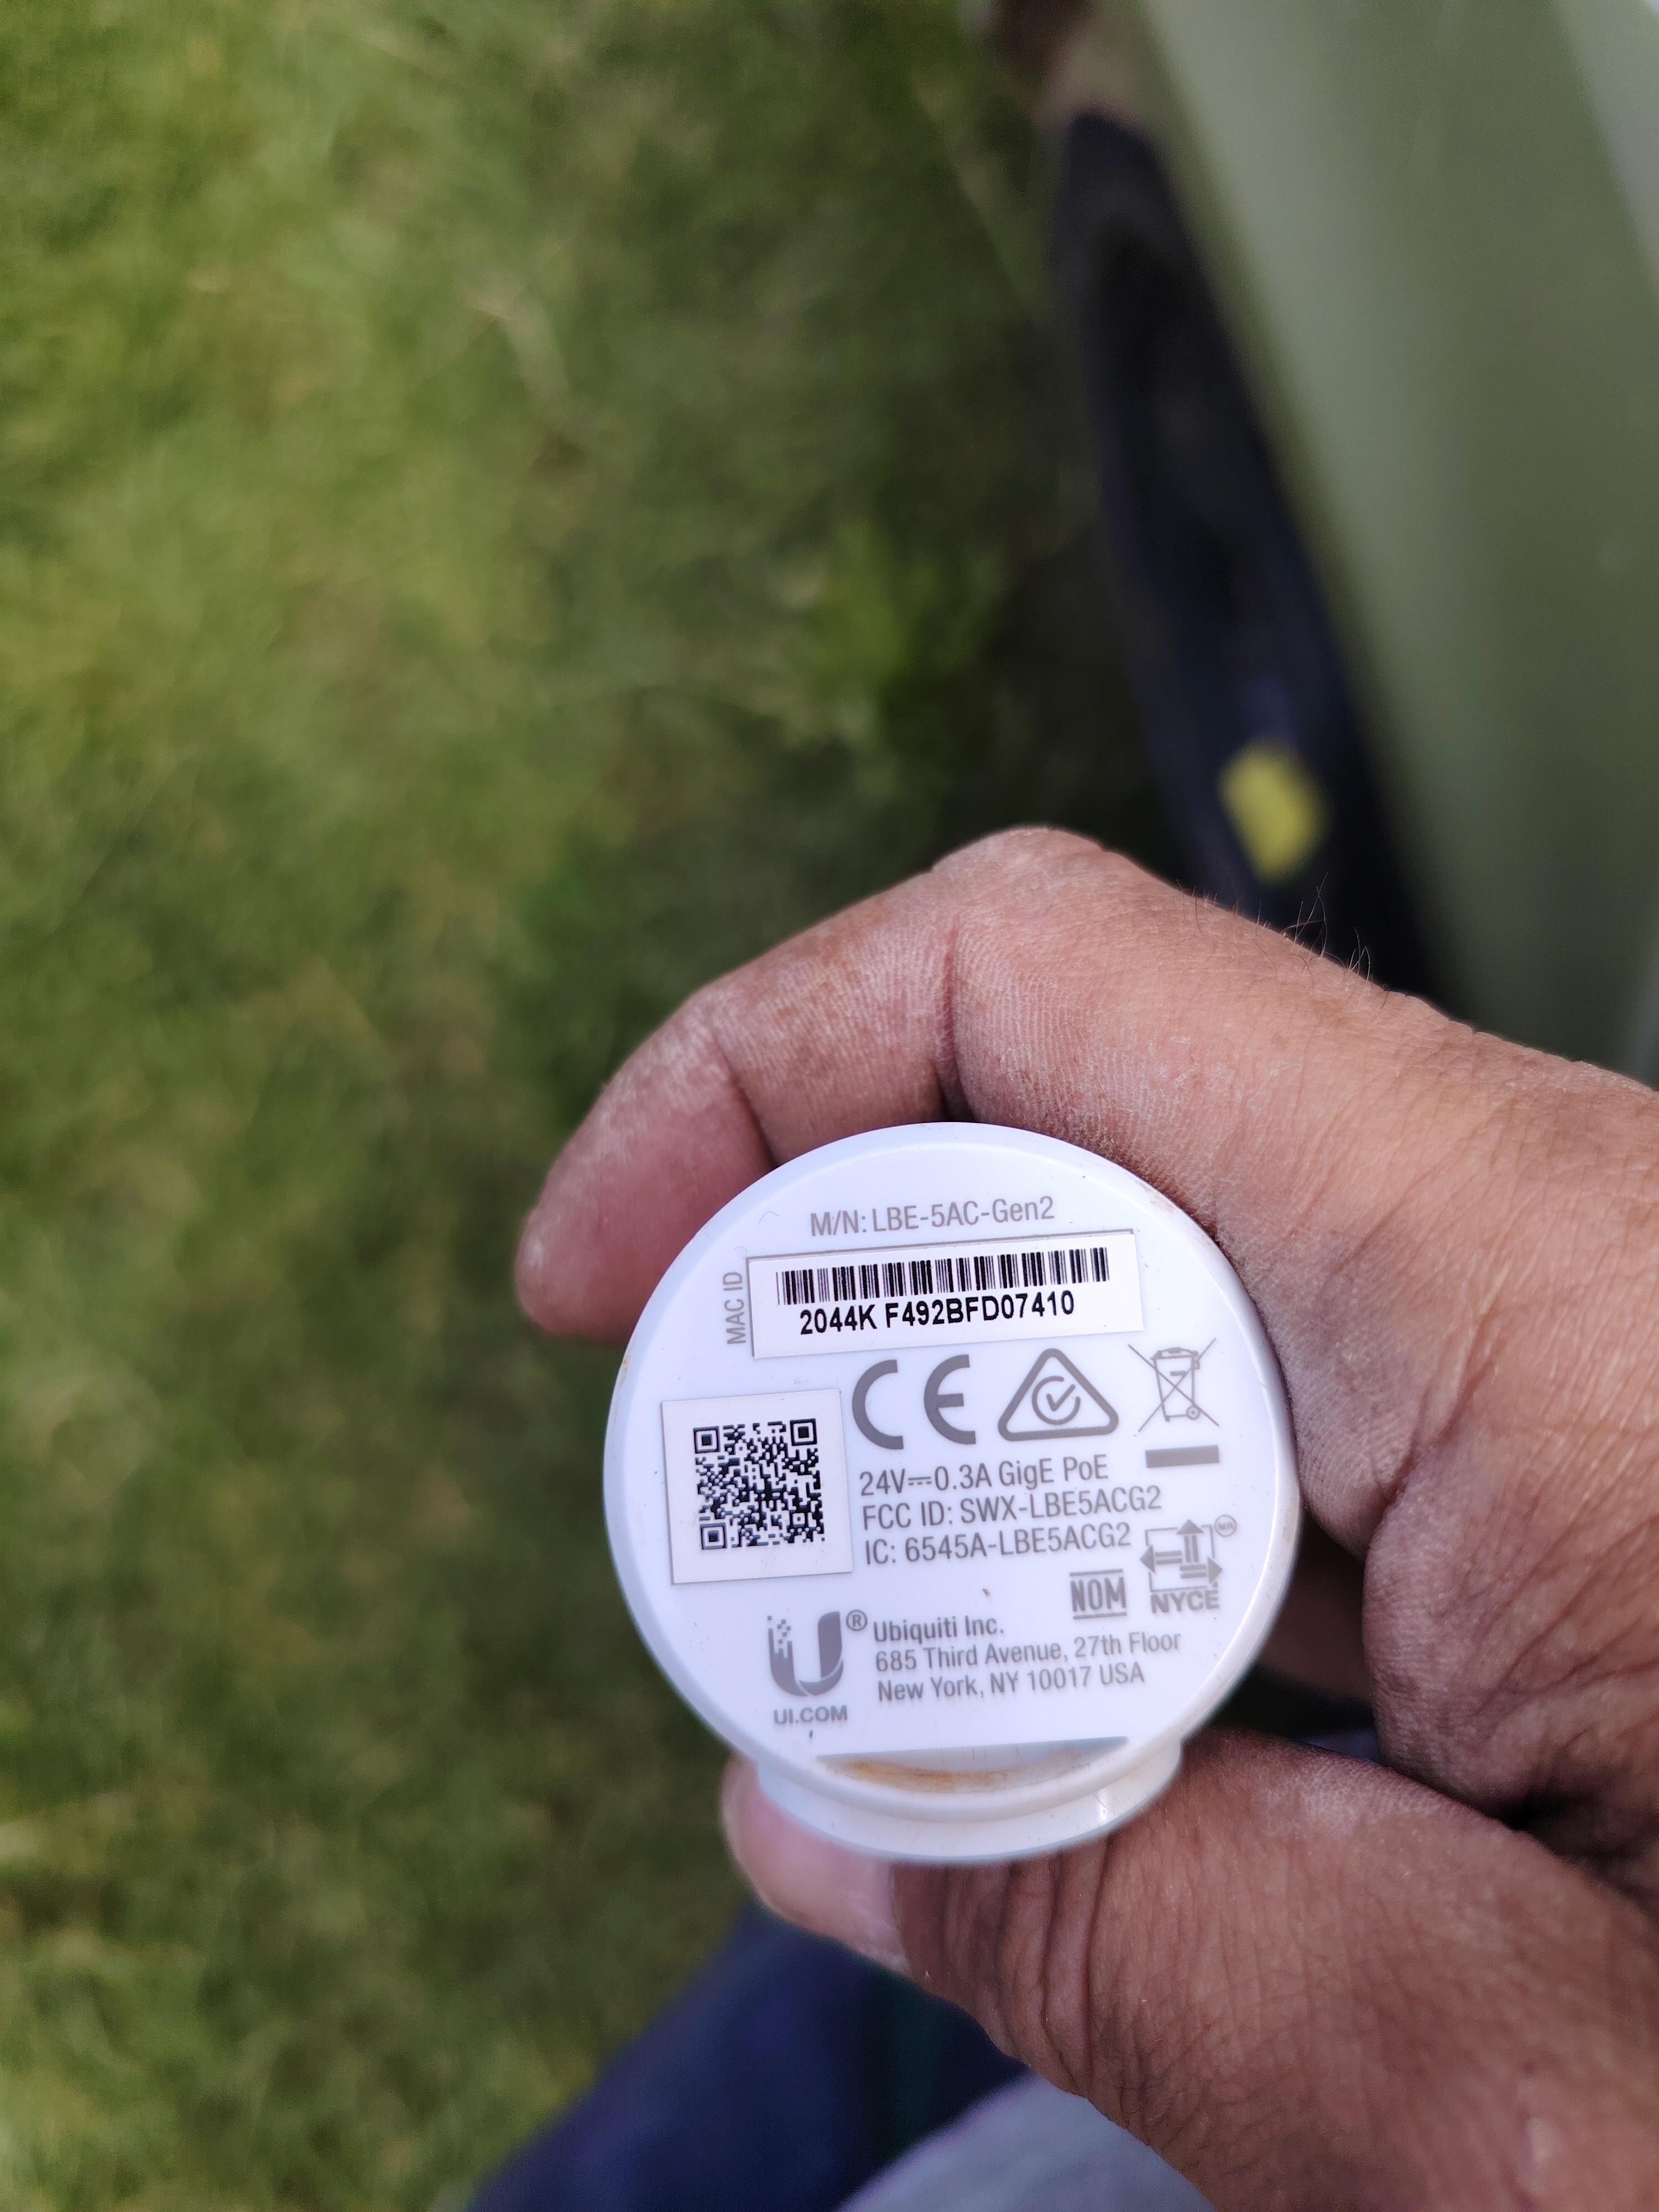 M/N: LBE-5AC-Gen2
MAC ID
2044K F492BFD07410
CE
24V⎓0.3A GigE PoE
FCC ID: SWX-LBE5ACG2
IC: 6545A-LBE5ACG2
MR
NOM
NYCE
U®
Ubiquiti Inc.
685 Third Avenue, 27th Floor
New York, NY 10017 USA
UI.COM